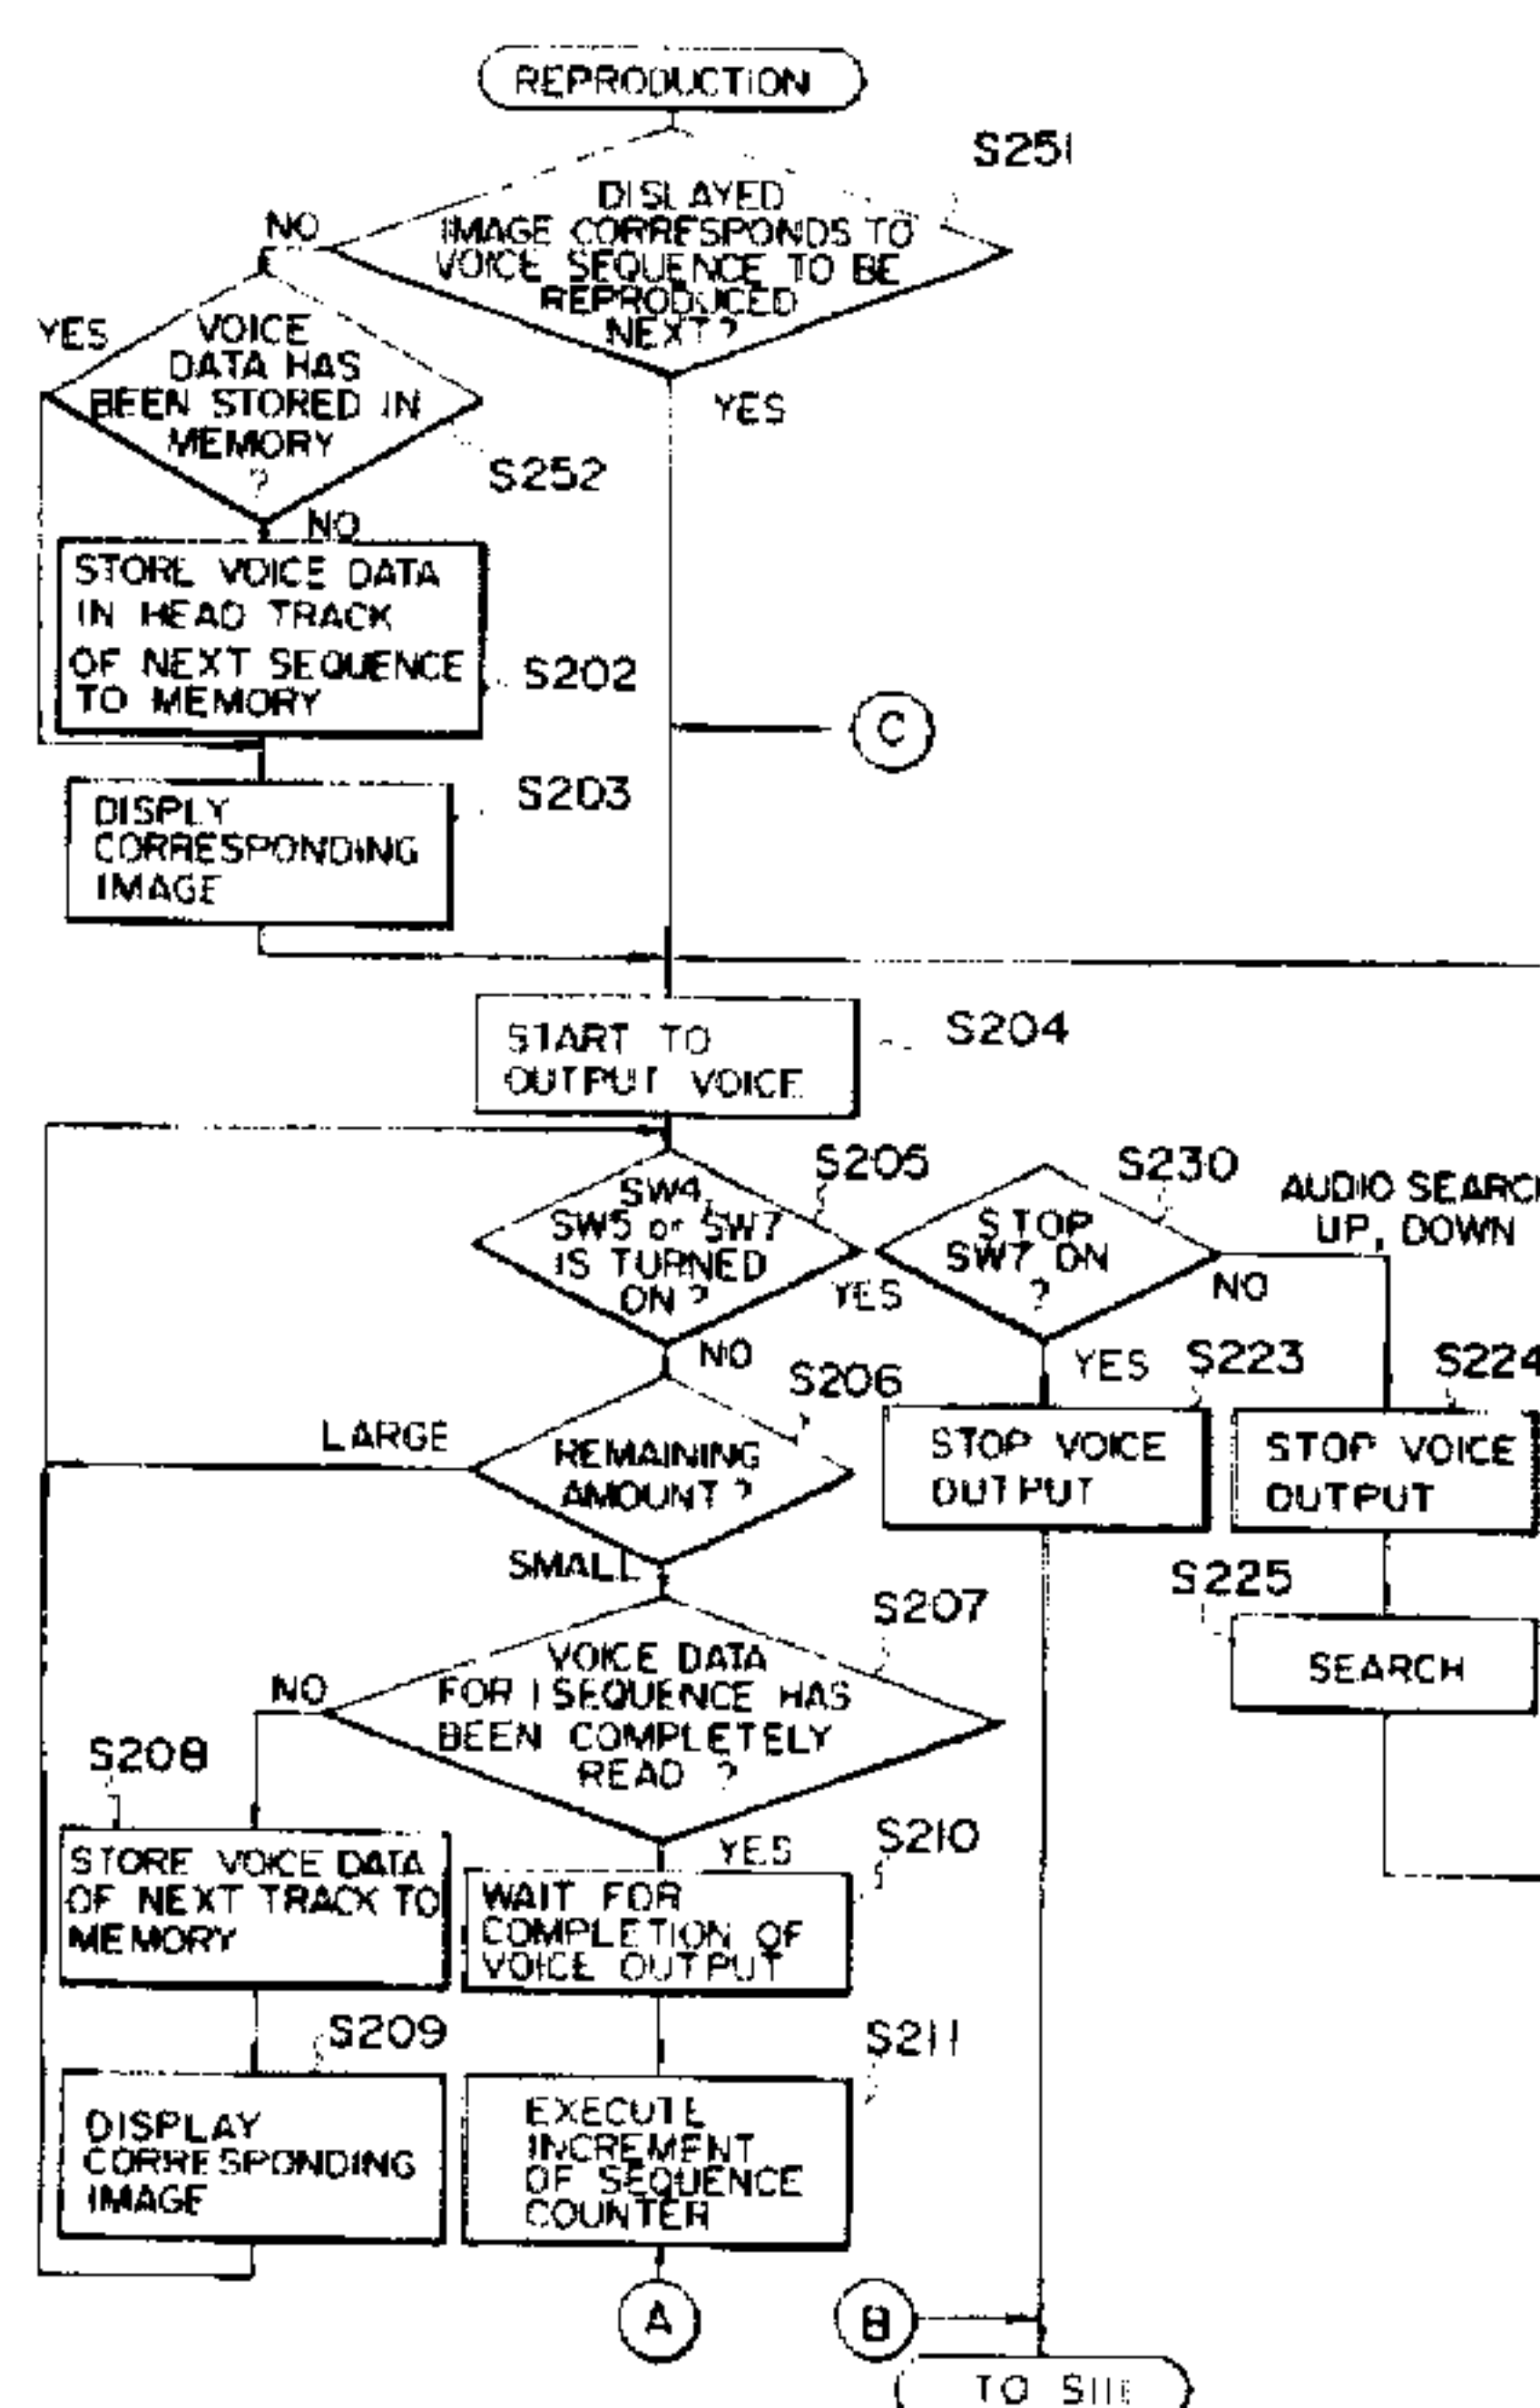 REPRODUCTION
S251
DISLAYED
IMAGE CORRESPONDS TO
VOICE SEQUENCE TO BE
REPRODUCED
NEXT?
NO
YES
YES
VOICE
DATA HAS
BEEN STORED IN
MEMORY
?
S252
NO
STORE VOICE DATA
IN HEAD TRACK
OF NEXT SEQUENCE
TO MEMORY
S202
C
S203
DISPLY
CORRESPONDING
IMAGE
START TO
OUTPUT VOICE
S204
S205
SW4,
SW5 or SW7
IS TURNED
ON?
YES
NO
S230
STOP
SW7 ON
?
NO
YES
AUDIO SEARCH
UP, DOWN
S206
LARGE
REMAINING
AMOUNT?
SMALL
S223
STOP VOICE
OUTPUT
S224
STOP VOICE
OUTPUT
S225
SEARCH
S207
VOICE DATA
FOR 1 SEQUENCE HAS
BEEN COMPLETELY
READ ?
NO
YES
S208
STORE VOICE DATA
OF NEXT TRACK TO
MEMORY
S210
WAIT FOR
COMPLETION OF
VOICE OUTPUT
S209
DISPLAY
CORRESPONDING
IMAGE
S211
EXECUTE
INCREMENT
OF SEQUENCE
COUNTER
A
B
TO